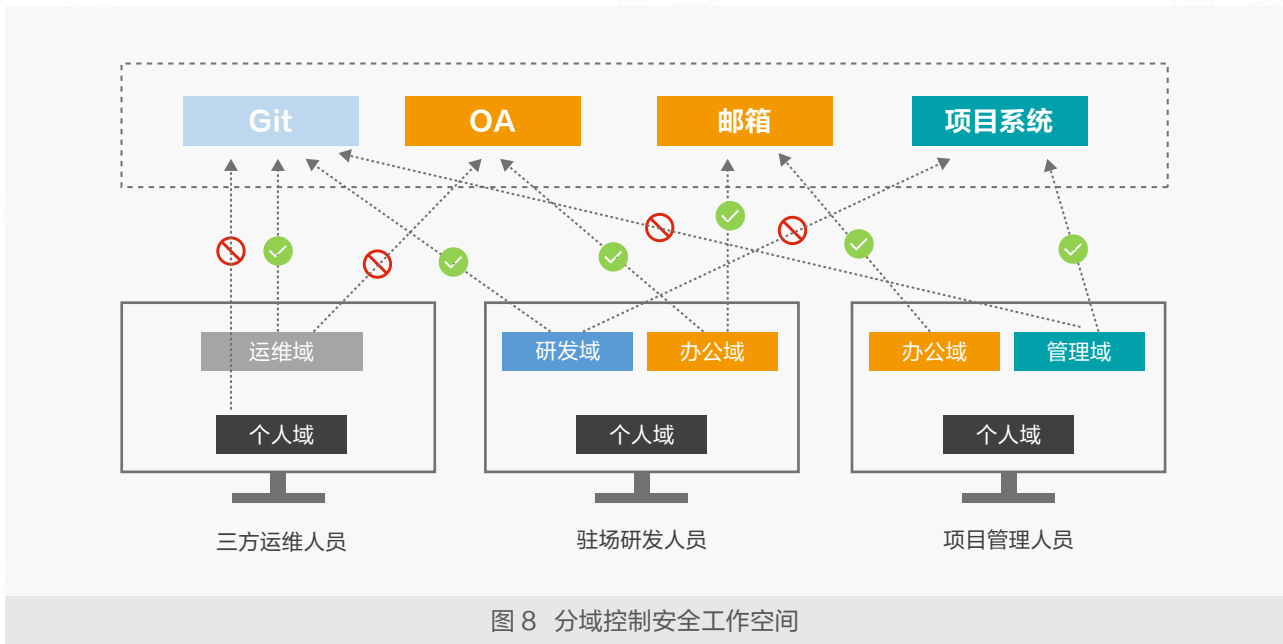 Git
OA
邮箱
项目系统
运维域
研发域
办公域
办公域
管理域
个人域
个人域
个人域
三方运维人员
驻场研发人员
项目管理人员
图 8 分域控制安全工作空间